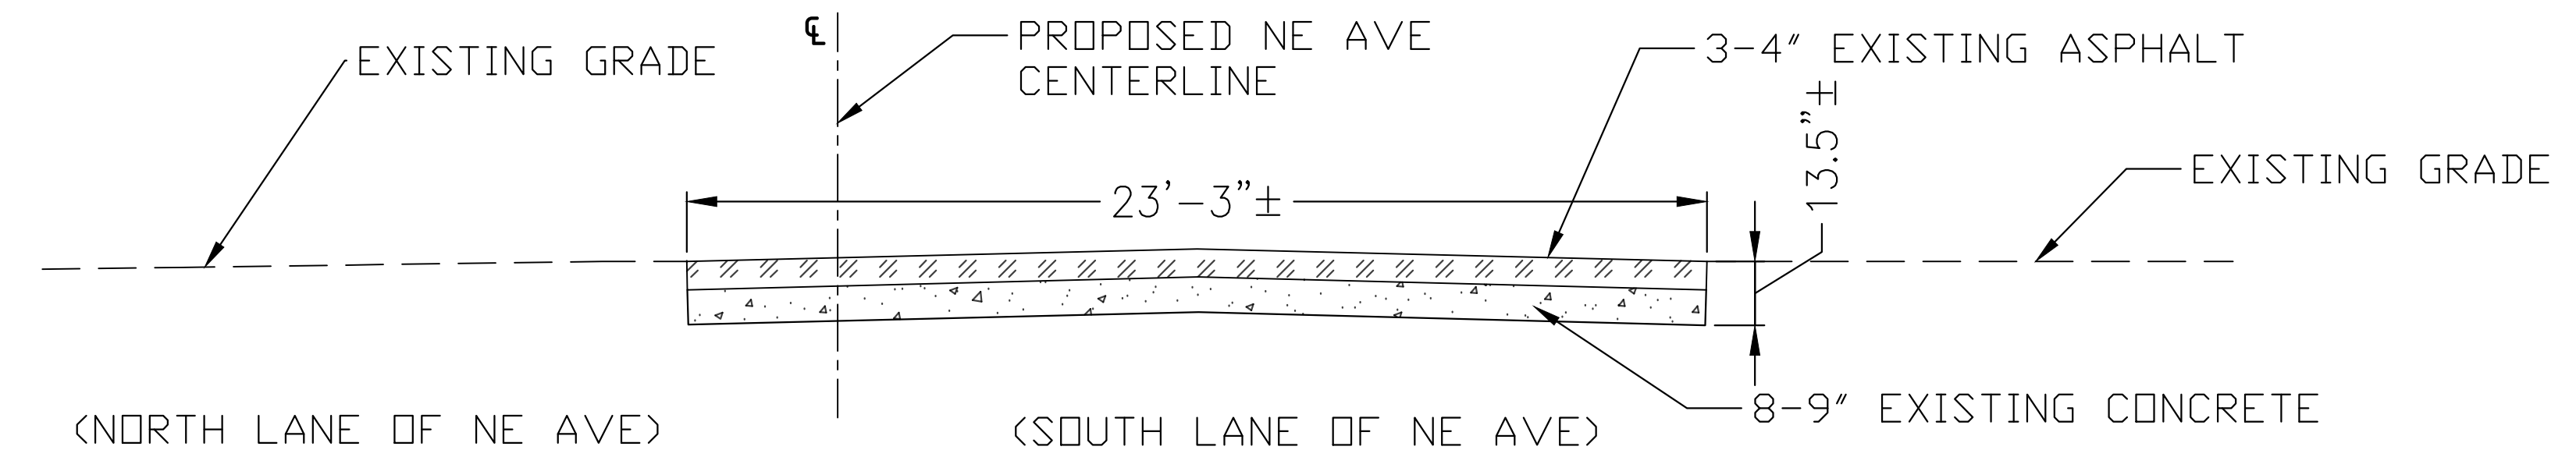 EXISTING GRADE
℄
PROPOSED NE AVE
CENTERLINE
3-4" EXISTING ASPHALT
13.5"±
EXISTING GRADE
23'-3"±
8-9" EXISTING CONCRETE
(NORTH LANE OF NE AVE)
(SOUTH LANE OF NE AVE)